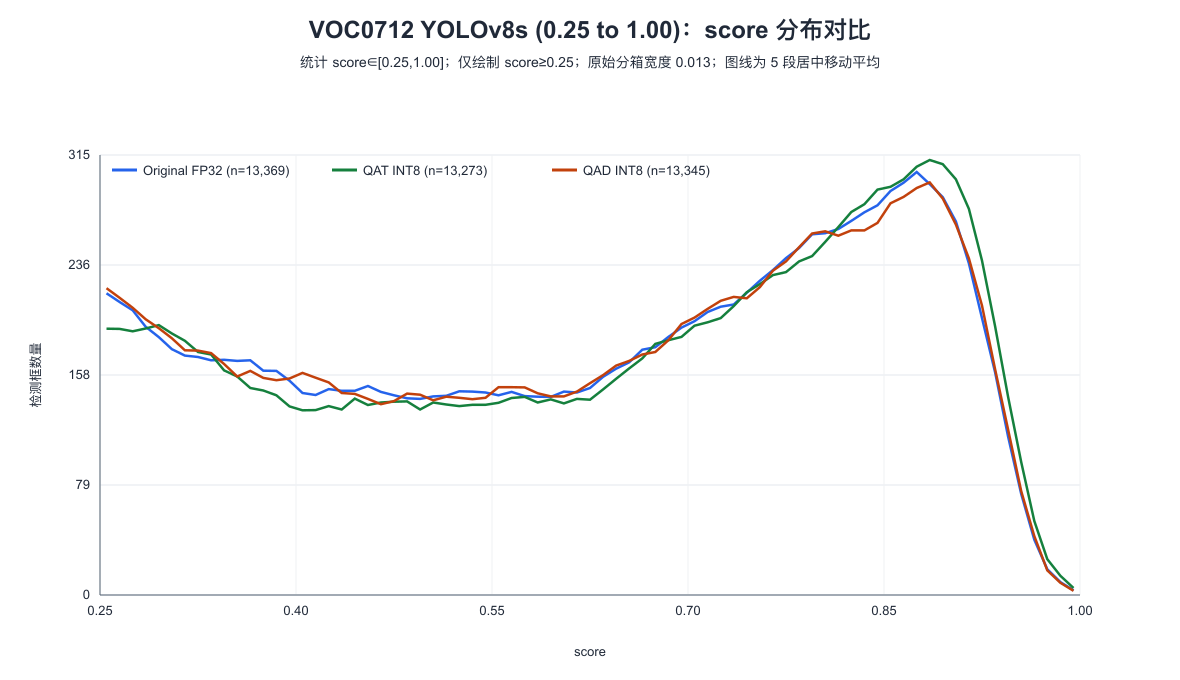 VOC0712 YOLOv8s (0.25 to 1.00)：score 分布对比
统计 score∈[0.25,1.00]；仅绘制 score≥0.25；原始分箱宽度 0.013；图线为 5 段居中移动平均
315
Original FP32 (n=13,369)
QAT INT8 (n=13,273)
QAD INT8 (n=13,345)
236
158
79
0
检测框数量
0.25
0.40
0.55
0.70
0.85
1.00
score